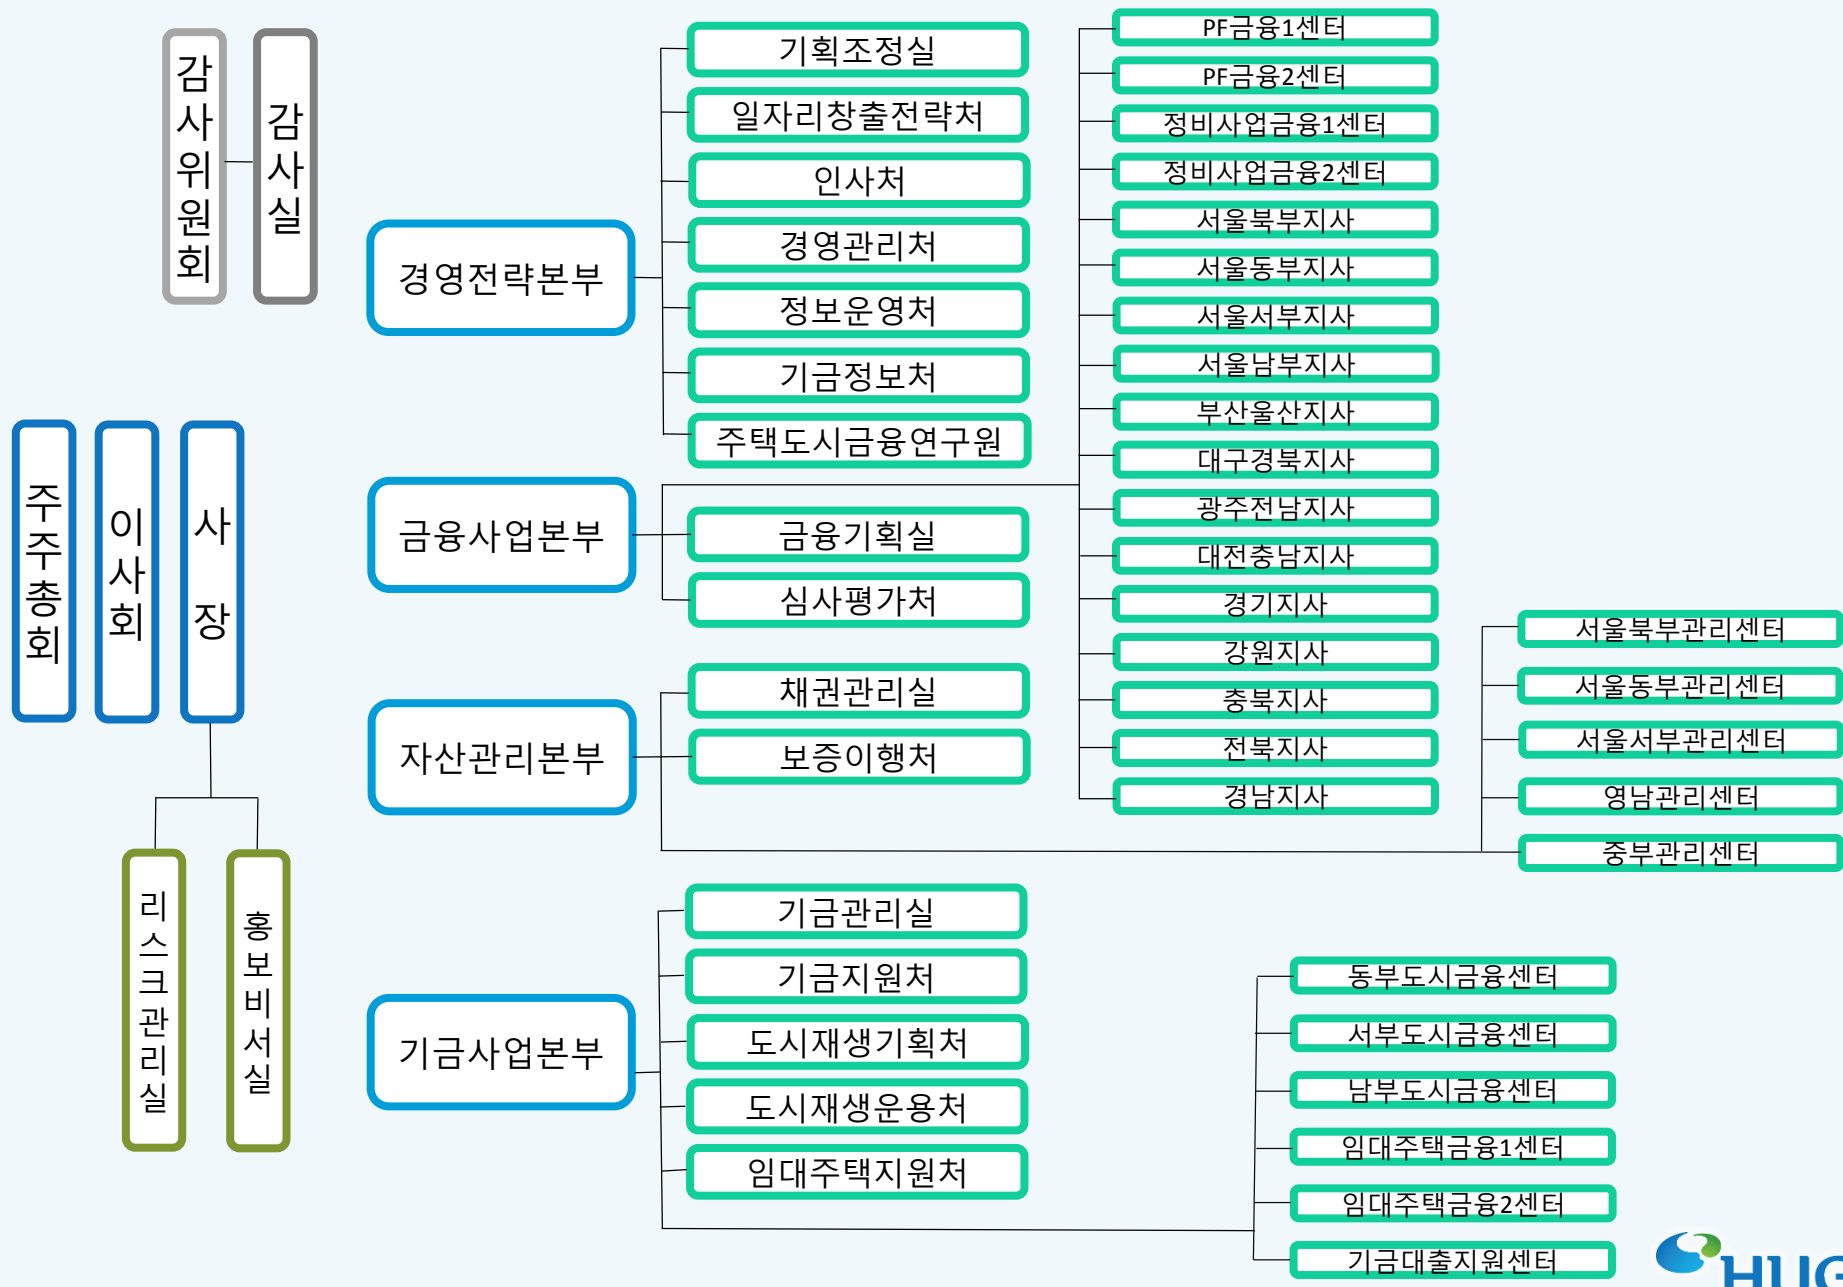 감사위원회
감사실
주주총회
이사회
사 장
리스크관리실
홍보비서실
경영전략본부
기획조정실
일자리창출전략처
인사처
경영관리처
정보운영처
기금정보처
주택도시금융연구원
금융사업본부
금융기획실
심사평가처
PF금융1센터
PF금융2센터
정비사업금융1센터
정비사업금융2센터
서울북부지사
서울동부지사
서울서부지사
서울남부지사
부산울산지사
대구경북지사
광주전남지사
대전충남지사
경기지사
강원지사
충북지사
전북지사
경남지사
자산관리본부
채권관리실
보증이행처
서울북부관리센터
서울동부관리센터
서울서부관리센터
영남관리센터
중부관리센터
기금사업본부
기금관리실
기금지원처
도시재생기획처
도시재생운용처
임대주택지원처
동부도시금융센터
서부도시금융센터
남부도시금융센터
임대주택금융1센터
임대주택금융2센터
기금대출지원센터
HUG